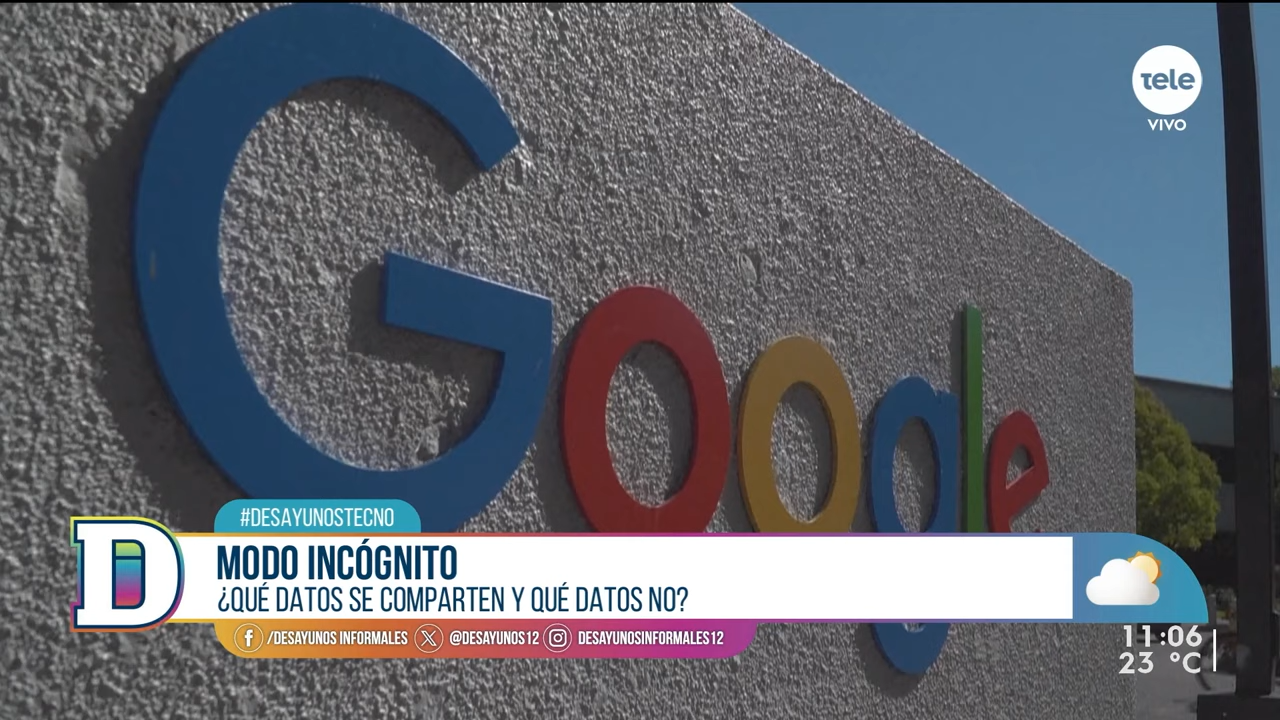 Google
tele
VIVO
#DESAYUNOSTECNO
D
MODO INCÓGNITO
¿QUÉ DATOS SE COMPARTEN Y QUÉ DATOS NO?
/DESAYUNOS INFORMALES @DESAYUNOS12 DESAYUNOSINFORMALES12
11:06
23 °C